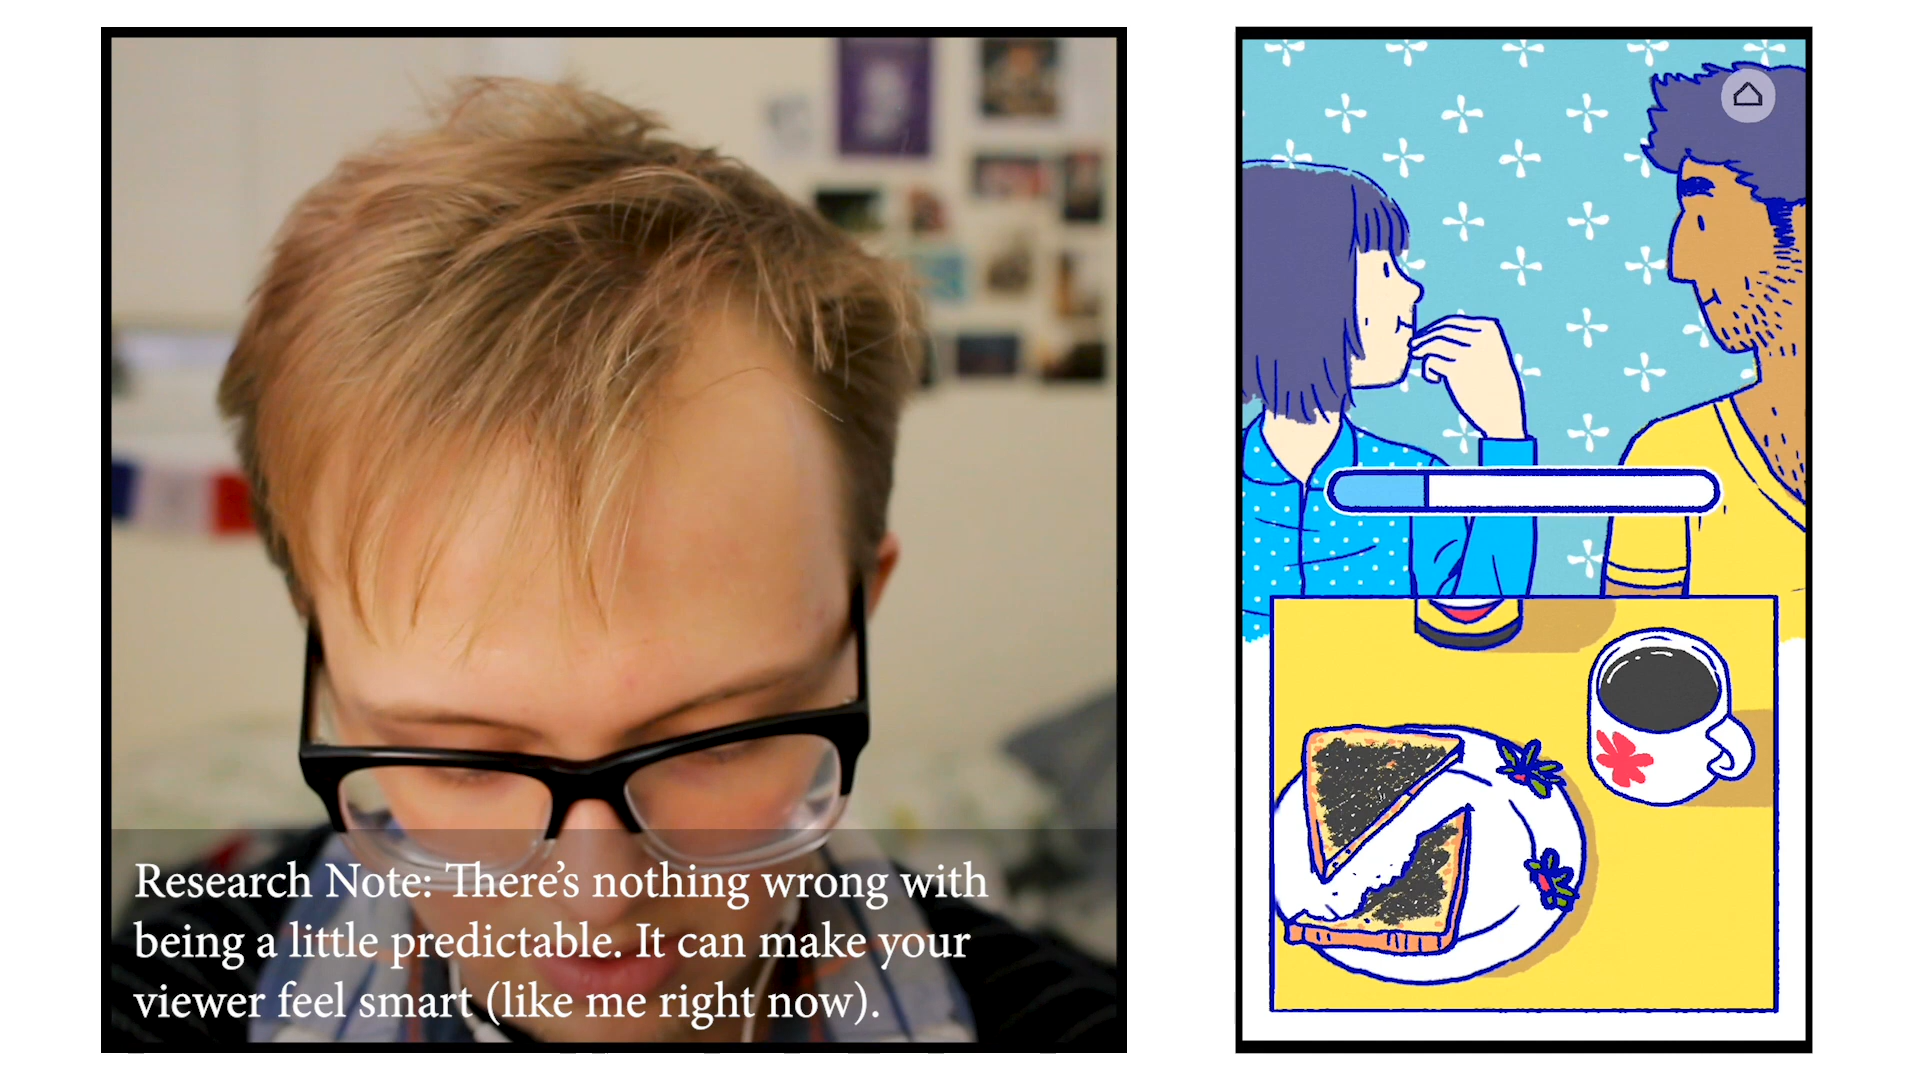 Research Note: There’s nothing wrong with
being a little predictable. It can make your
viewer feel smart (like me right now).